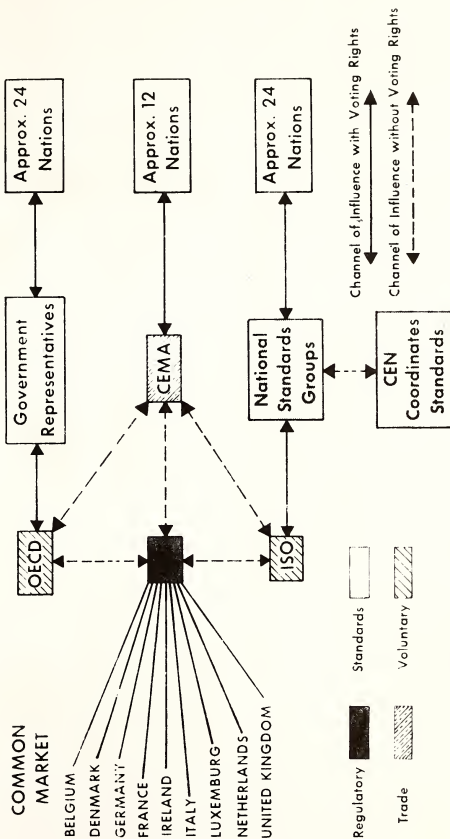 COMMON
MARKET
BELGIUM
DENMARK
GERMANY
FRANCE
IRELAND
ITALY
LUXEMBURG
NETHERLANDS
UNITED KINGDOM
OECD
ISO
CEMA
Government
Representatives
National
Standards
Groups
CEN
Coordinates
Standards
Approx. 24
Nations
Approx. 12
Nations
Approx. 24
Nations
Regulatory
Standards
Trade
Voluntary
Channel of Influence with Voting Rights
Channel of Influence without Voting Rights